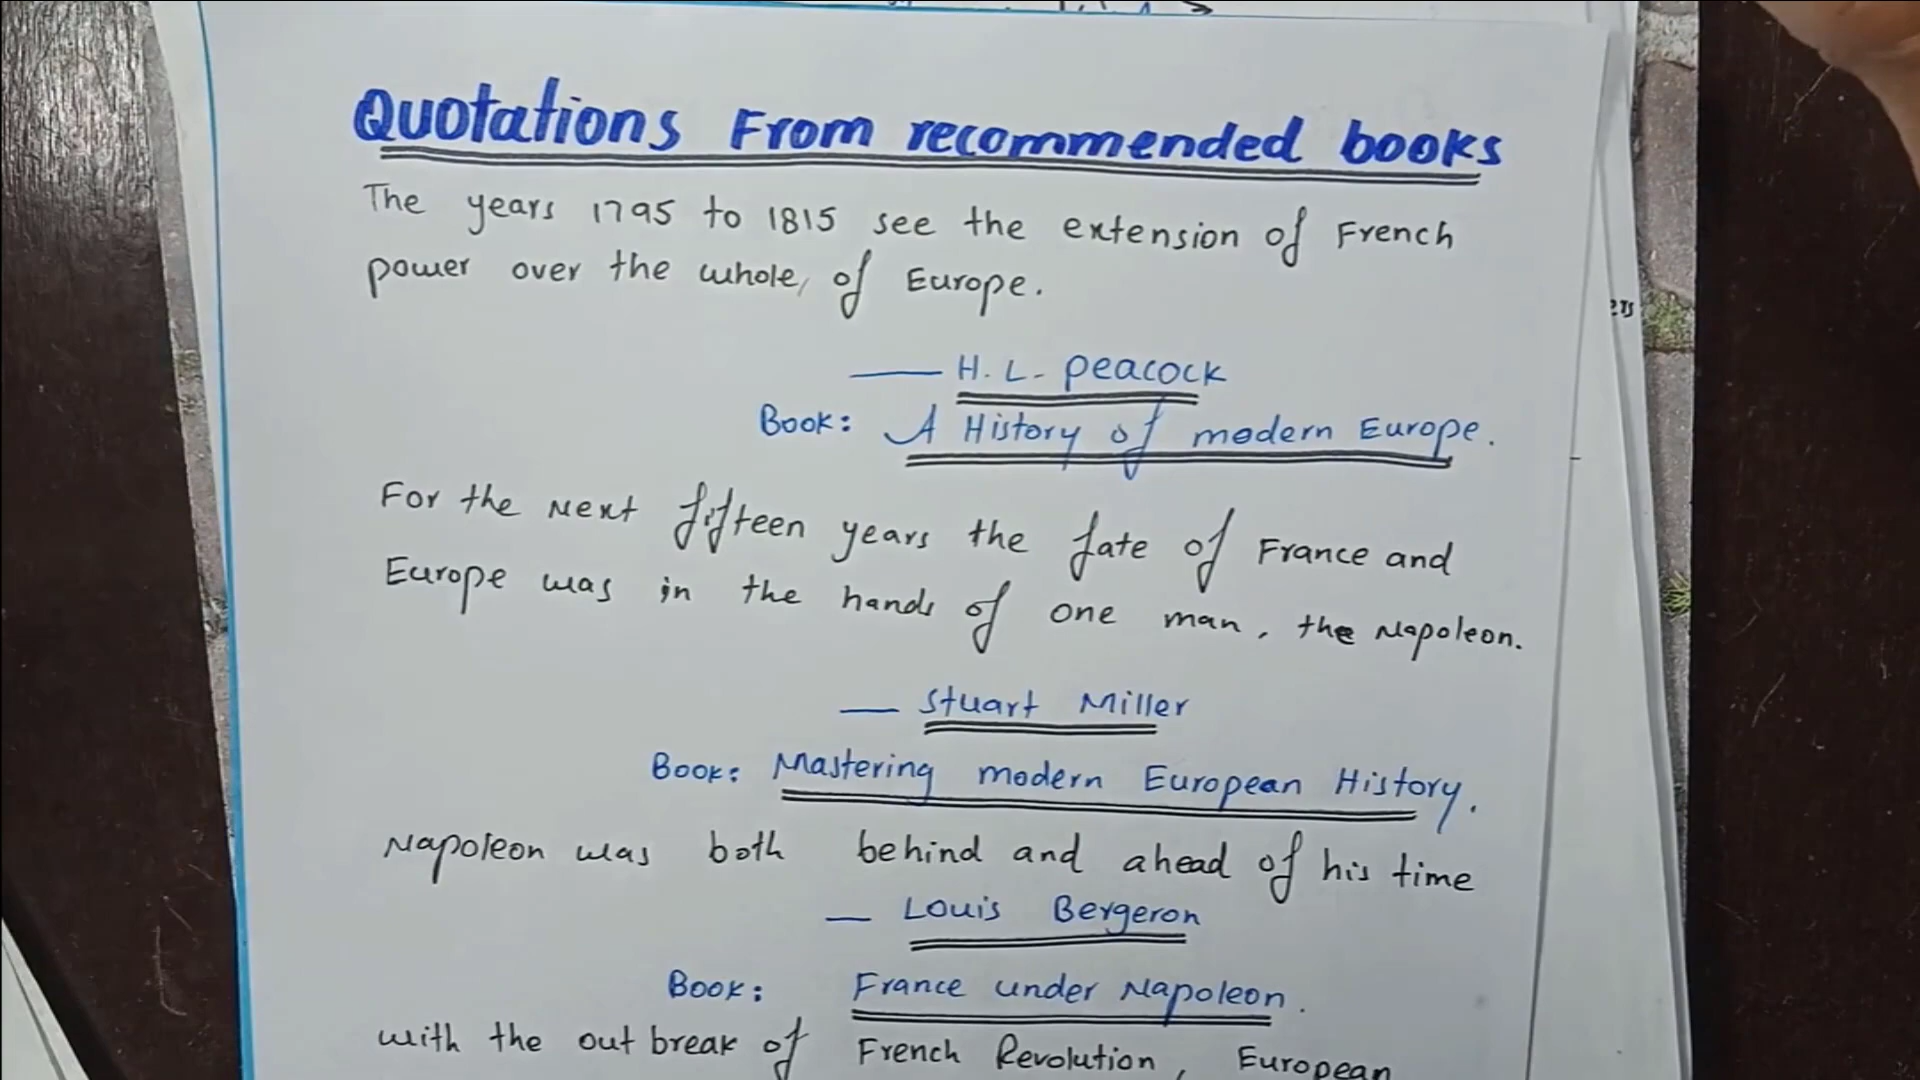 Quotations From recommended books
The years 1795 to 1815 see the extension of French
power over the whole, of Europe.
— H. L. Peacock
Book: A History of modern Europe.
For the Next fifteen years the fate of France and
Europe was in the hands of one man, the Napoleon.
— Stuart Miller
Book: Mastering modern European History.
Napoleon was both behind and ahead of his time
— Louis Bergeron
Book: France under Napoleon.
with the out break of French Revolution, European